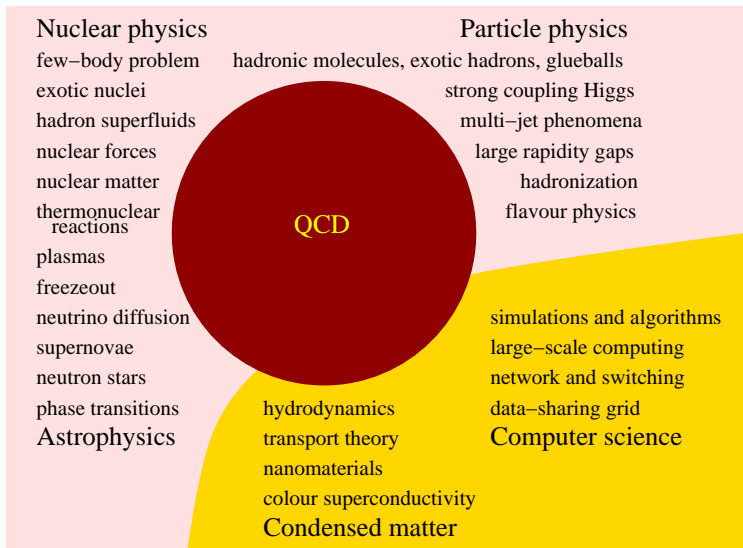 Nuclear physics
few−body problem
exotic nuclei
hadron superfluids
nuclear forces
nuclear matter
thermonuclear
reactions
plasmas
freezeout
neutrino diffusion
supernovae
neutron stars
phase transitions
Astrophysics
Particle physics
hadronic molecules, exotic hadrons, glueballs
strong coupling Higgs
multi−jet phenomena
large rapidity gaps
hadronization
flavour physics
QCD
hydrodynamics
transport theory
nanomaterials
colour superconductivity
Condensed matter
simulations and algorithms
large−scale computing
network and switching
data−sharing grid
Computer science